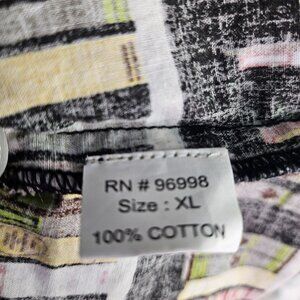 RN # 96998
Size : XL
100% COTTON